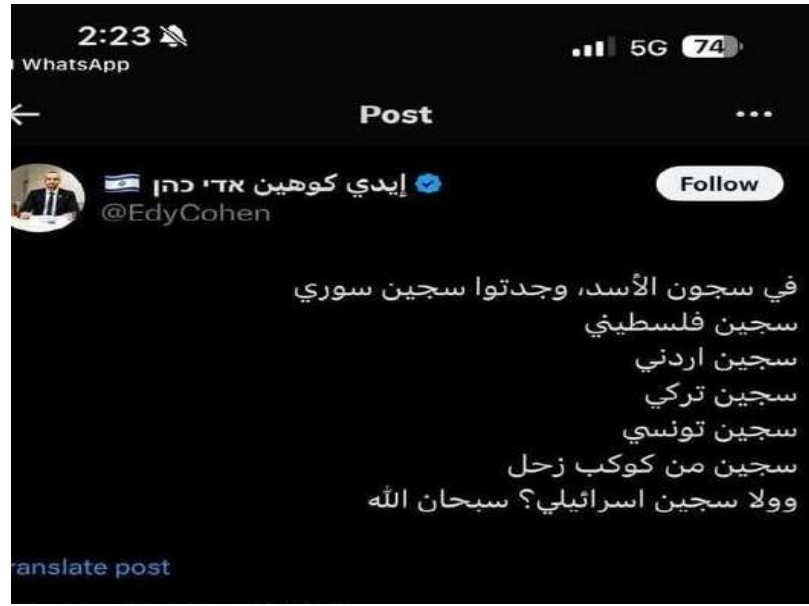 2:23
5G 74
WhatsApp
Post
إيدي كوهين אדי כהן
Follow
@EdyCohen
في سجون الأسد، وجدتوا سجين سوري
سجين فلسطيني
سجين اردني
سجين تركي
سجين تونسي
سجين من كوكب زحل
وولا سجين اسرائيلي؟ سبحان الله
ranslate post